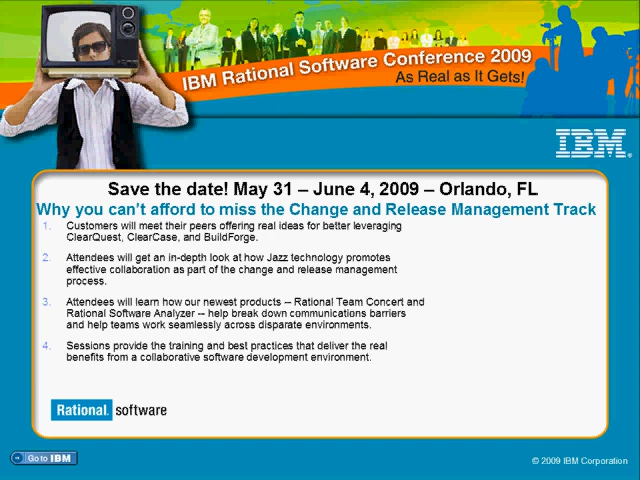 IBM Rational Software Conference 2009
As Real as It Gets!
IBM®
Save the date! May 31 – June 4, 2009 – Orlando, FL
Why you can't afford to miss the Change and Release Management Track
1. Customers will meet their peers offering real ideas for better leveraging
ClearQuest, ClearCase, and BuildForge.
2. Attendees will get an in-depth look at how Jazz technology promotes
effective collaboration as part of the change and release management
process.
3. Attendees will learn how our newest products -- Rational Team Concert and
Rational Software Analyzer -- help break down communications barriers
and help teams work seamlessly across disparate environments.
4. Sessions provide the training and best practices that deliver the real
benefits from a collaborative software development environment.
Rational. software
Go to IBM
© 2009 IBM Corporation